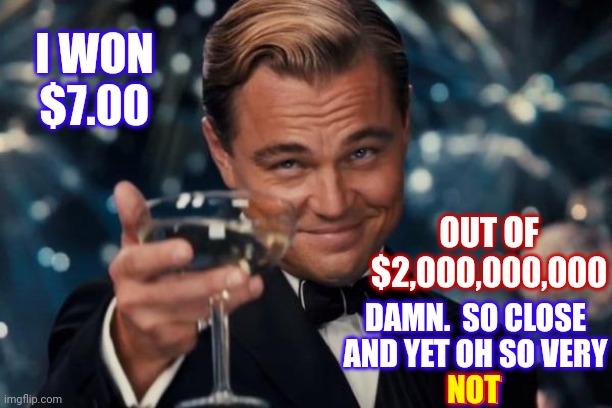 I WON
$7.00
OUT OF
$2,000,000,000
DAMN.  SO CLOSE
AND YET OH SO VERY
NOT
imgflip.com